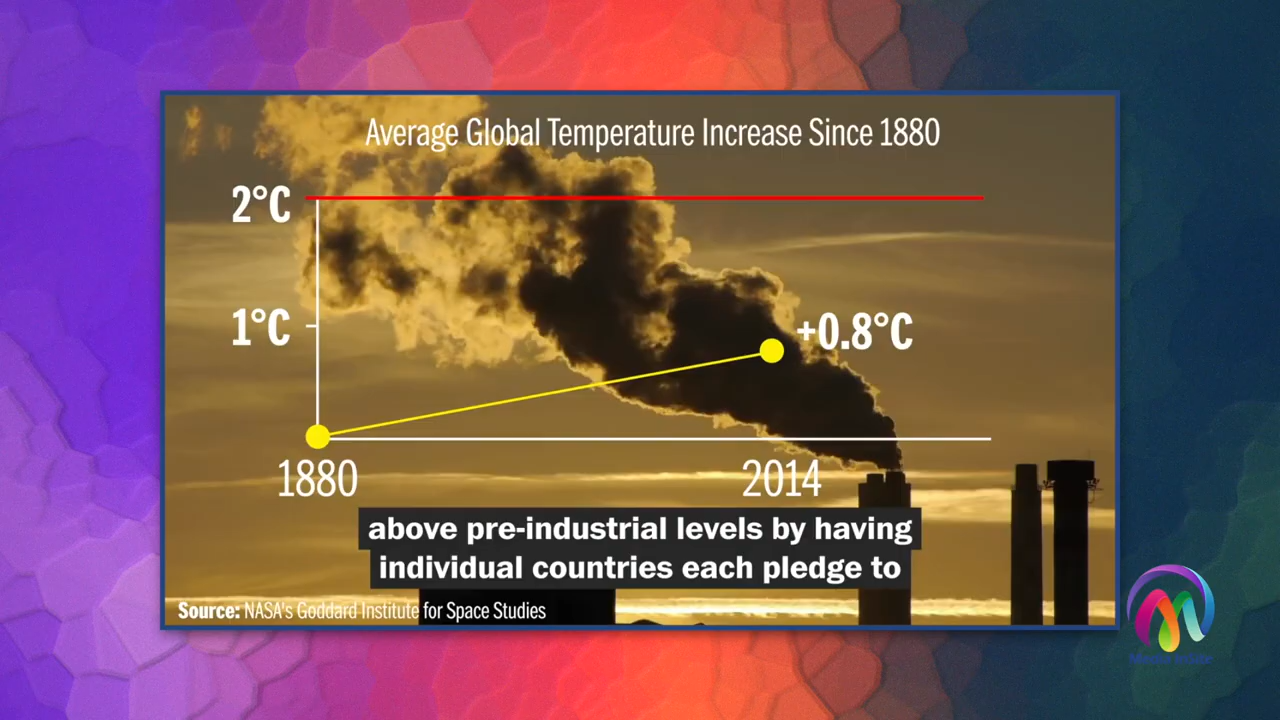 Average Global Temperature Increase Since 1880
2°C
1°C
+0.8°C
1880
2014
above pre-industrial levels by having
individual countries each pledge to
Source: NASA's Goddard Institute for Space Studies